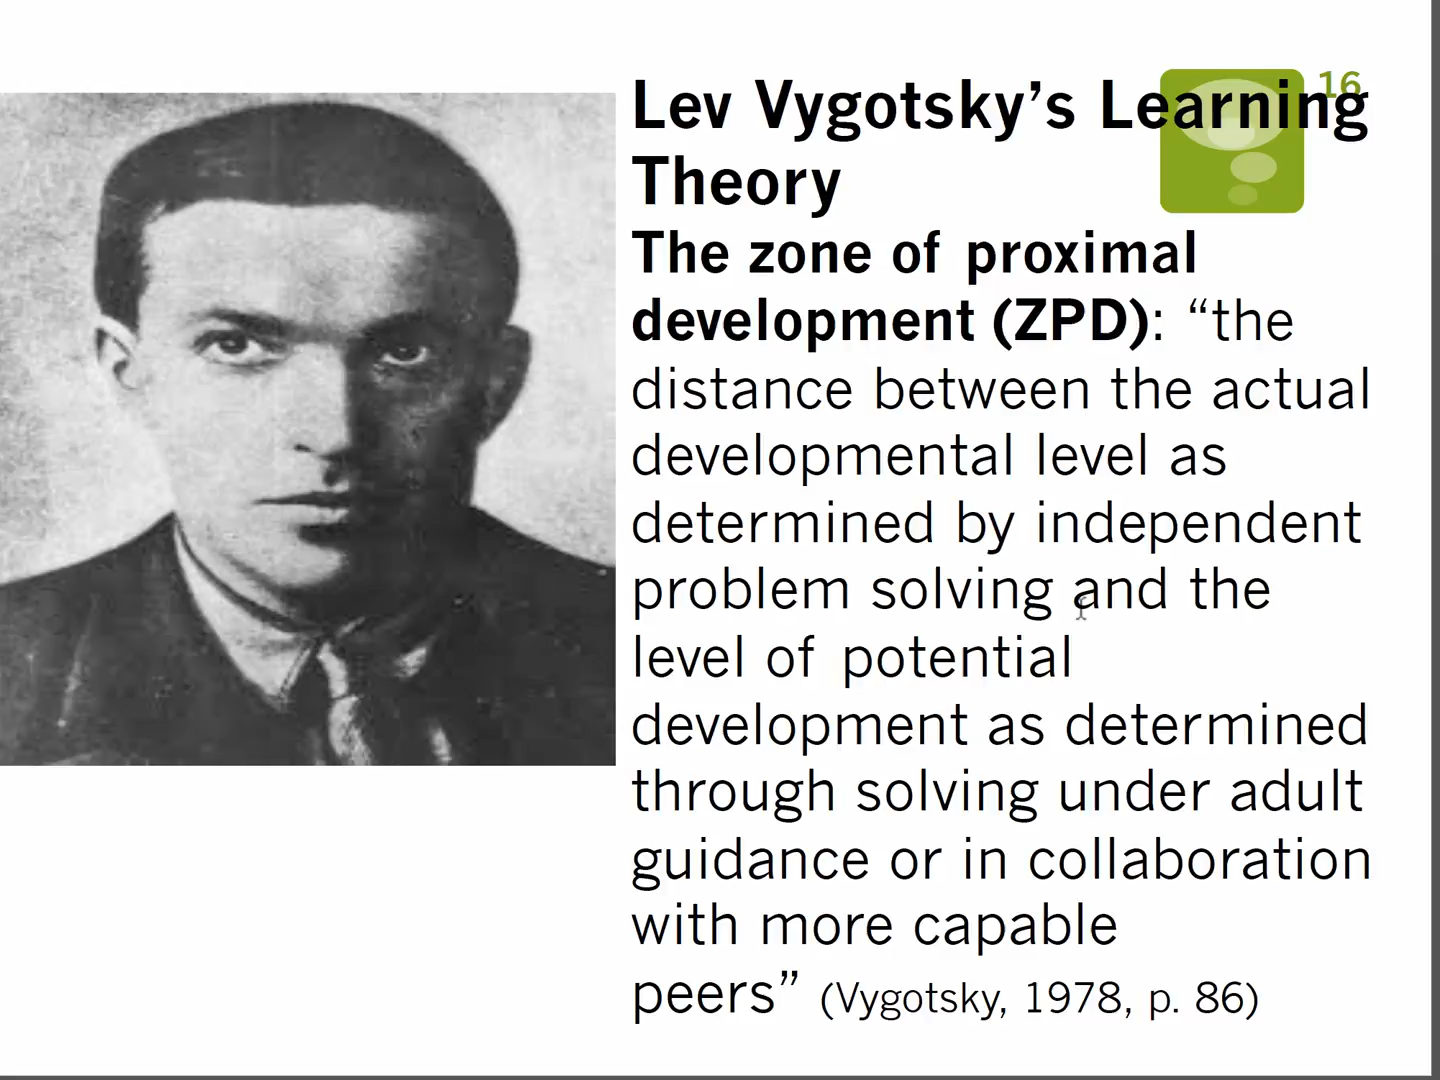 16
Lev Vygotsky’s Learning
Theory
The zone of proximal
development (ZPD): “the
distance between the actual
developmental level as
determined by independent
problem solving and the
level of potential
development as determined
through solving under adult
guidance or in collaboration
with more capable
peers” (Vygotsky, 1978, p. 86)